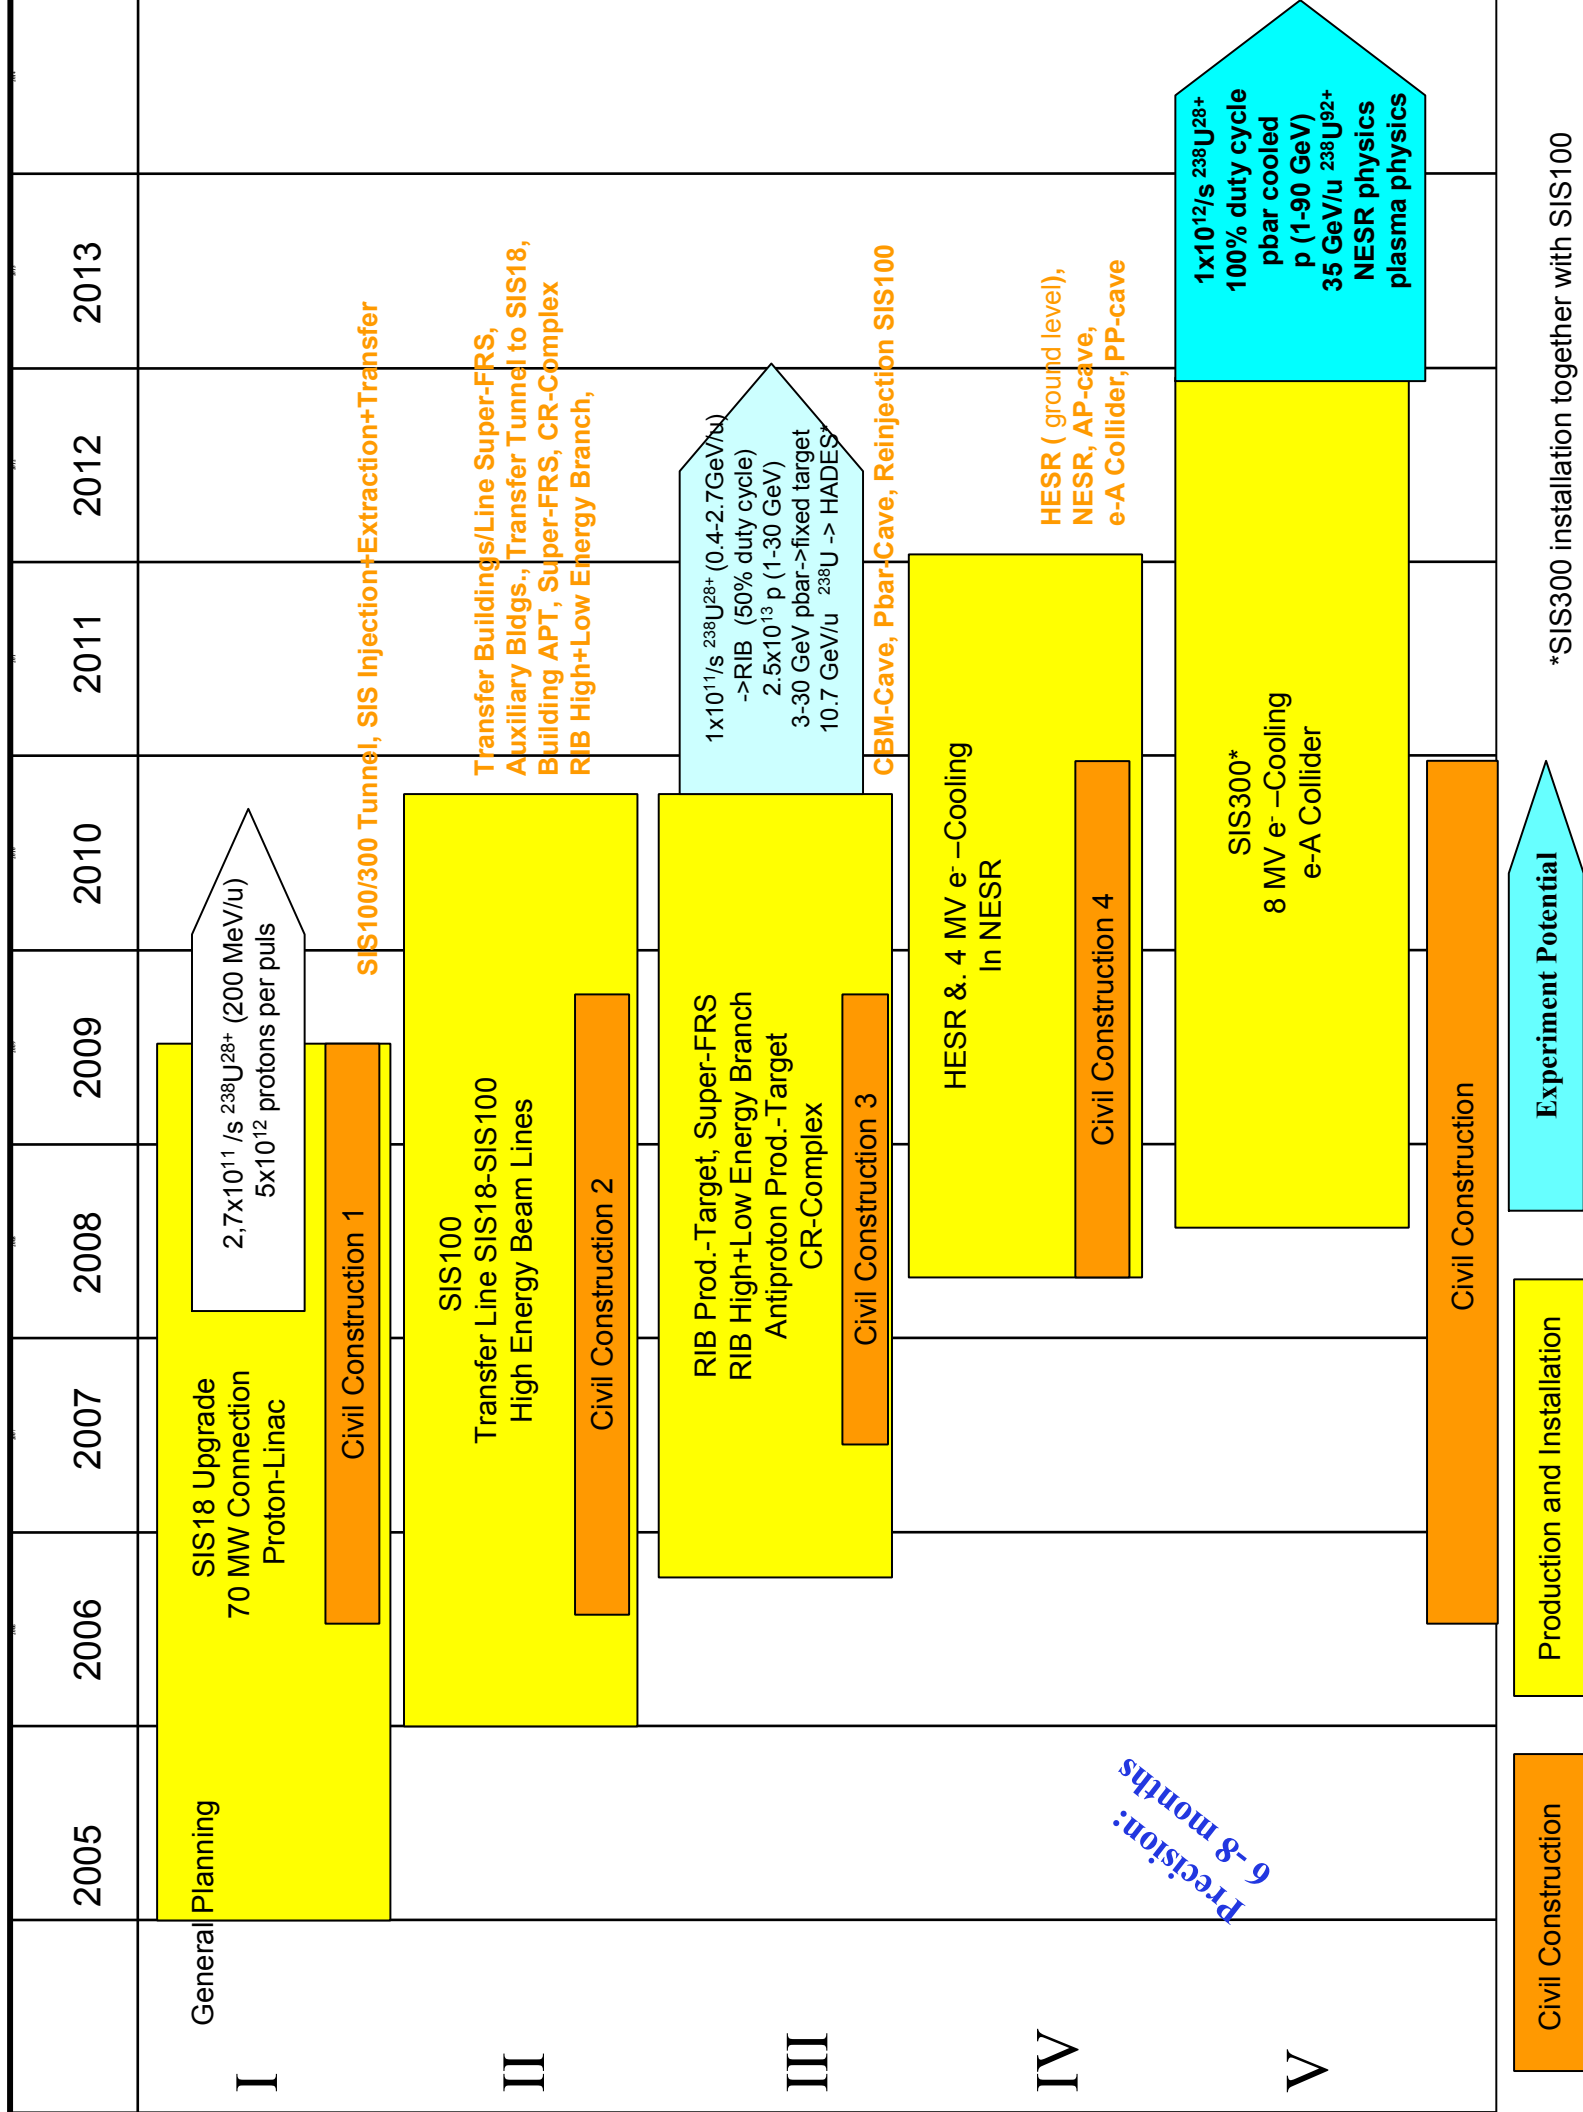 2005 2006 2007 2008 2009 2010 2011 2012 2013
I
General Planning
SIS18 Upgrade
70 MW Connection
Proton-Linac
2,7x10¹¹ /s ²³⁸U²⁸⁺ (200 MeV/u)
5x10¹² protons per puls
Civil Construction 1
SIS100/300 Tunnel, SIS Injection+Extraction+Transfer
II
SIS100
Transfer Line SIS18-SIS100
High Energy Beam Lines
Civil Construction 2
Transfer Buildings/Line Super-FRS,
Auxiliary Bldgs., Transfer Tunnel to SIS18,
Building APT, Super-FRS, CR-Complex
RIB High+Low Energy Branch,
III
RIB Prod.-Target, Super-FRS
RIB High+Low Energy Branch
Antiproton Prod.-Target
CR-Complex
Civil Construction 3
1x10¹¹/s ²³⁸U²⁸⁺ (0.4-2.7GeV/u)
->RIB (50% duty cycle)
2.5x10¹³ p (1-30 GeV)
3-30 GeV pbar->fixed target
10.7 GeV/u ²³⁸U -> HADES*
CBM-Cave, Pbar-Cave, Reinjection SIS100
IV
HESR &. 4 MV e⁻ –Cooling
In NESR
Civil Construction 4
HESR ( ground level),
NESR, AP-cave,
e-A Collider, PP-cave
V
Precision:
6 - 8 months
SIS300*
8 MV e⁻ –Cooling
e-A Collider
1x10¹²/s ²³⁸U²⁸⁺
100% duty cycle
pbar cooled
p (1-90 GeV)
35 GeV/u ²³⁸U⁹²⁺
NESR physics
plasma physics
Civil Construction
Civil Construction
Production and Installation
Experiment Potential
*SIS300 installation together with SIS100